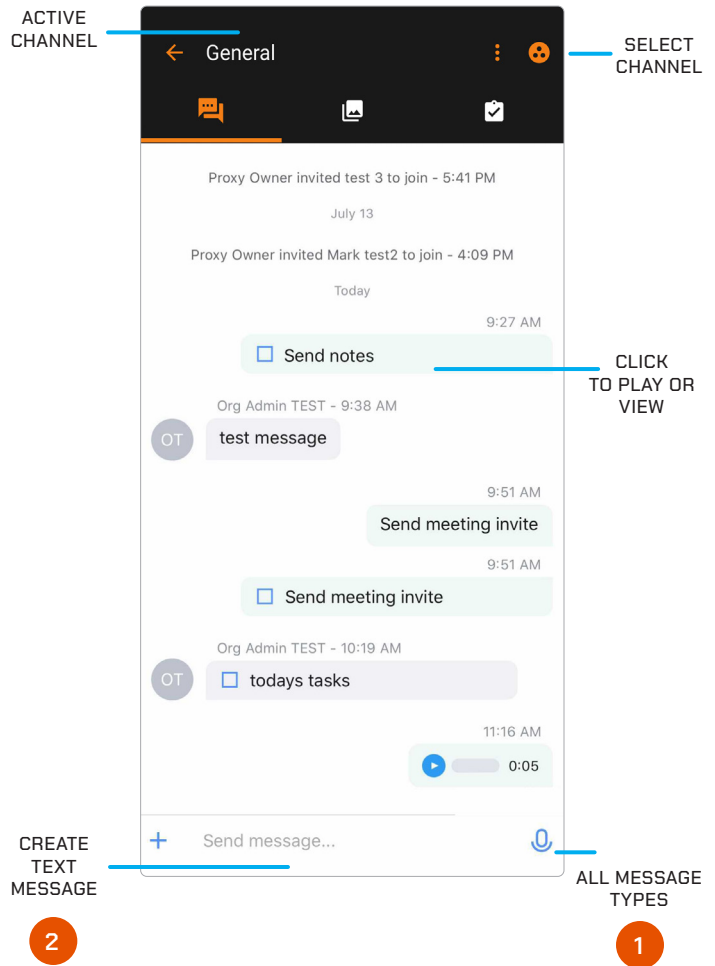 ACTIVE
CHANNEL
General
SELECT
CHANNEL
Proxy Owner invited test 3 to join - 5:41 PM
July 13
Proxy Owner invited Mark test2 to join - 4:09 PM
Today
9:27 AM
Send notes
CLICK
TO PLAY OR
VIEW
Org Admin TEST - 9:38 AM
OT
test message
9:51 AM
Send meeting invite
9:51 AM
Send meeting invite
Org Admin TEST - 10:19 AM
OT
todays tasks
11:16 AM
0:05
Send message...
CREATE
TEXT
MESSAGE
ALL MESSAGE
TYPES
2
1